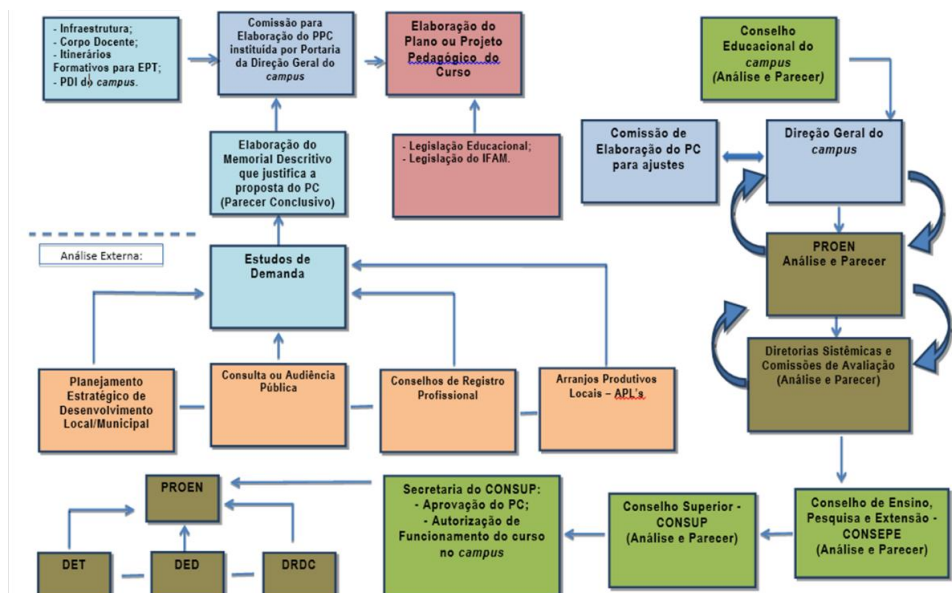 - Infraestrutura;
- Corpo Docente;
- Itinerários
Formativos para EPT;
- PDI do campus.
Comissão para
Elaboração do PPC
instituída por Portaria
da Direção Geral do
campus
Elaboração do
Plano ou Projeto
Pedagógico do
Curso
Conselho
Educacional do
campus
(Análise e Parecer)
Elaboração do
Memorial Descritivo
que justifica a
proposta do PC
(Parecer Conclusivo)
- Legislação Educacional;
- Legislação do IFAM.
Comissão de
Elaboração do PC
para ajustes
Direção Geral do
campus
Análise Externa:
Estudos de
Demanda
PROEN
Análise e Parecer
Diretorias Sistêmicas e
Comissões de Avaliação
(Análise e Parecer)
Planejamento
Estratégico de
Desenvolvimento
Local/Municipal
Consulta ou Audiência
Pública
Conselhos de Registro
Profissional
Arranjos Produtivos
Locais – APL's
PROEN
Secretaria do CONSUP:
- Aprovação do PC;
- Autorização de
Funcionamento do curso
no campus
Conselho Superior -
CONSUP
(Análise e Parecer)
Conselho de Ensino,
Pesquisa e Extensão -
CONSEPE
(Análise e Parecer)
DET
DED
DRDC